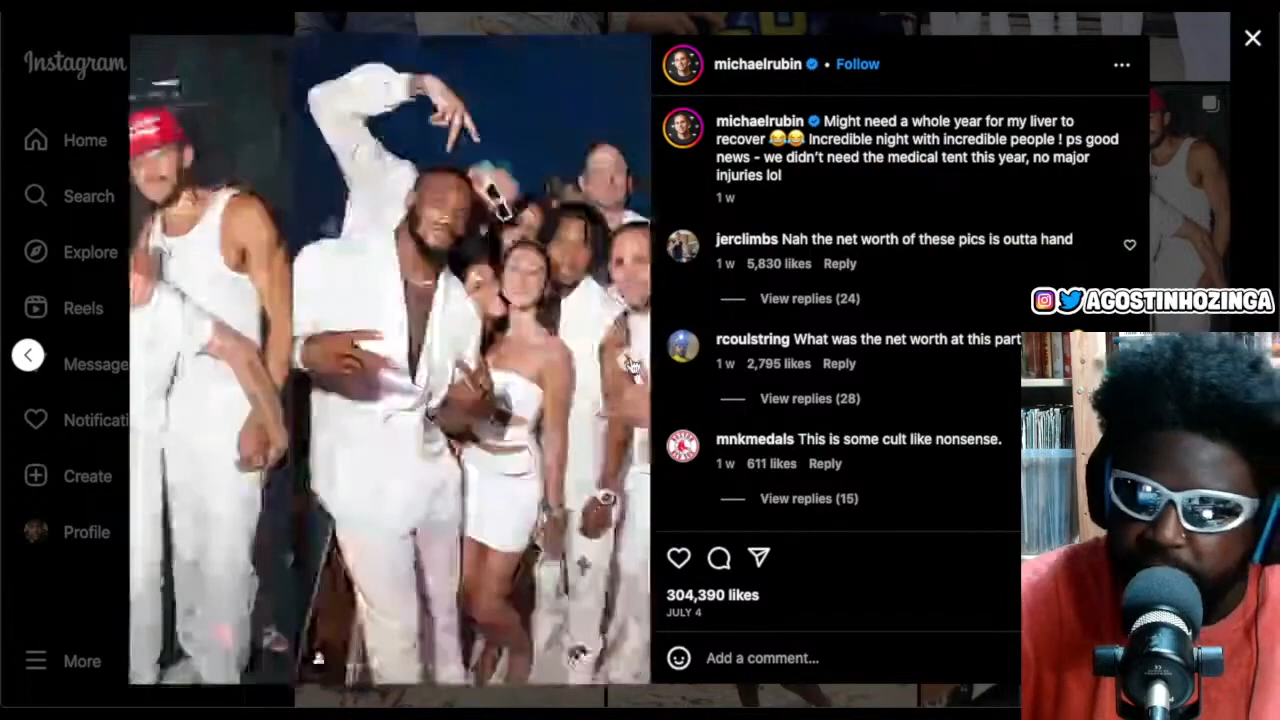 Instagram
Home
Search
Explore
Reels
Message
Notificati
Create
Profile
More
michaelrubin • Follow
michaelrubin Might need a whole year for my liver to
recover 😂😂 Incredible night with incredible people ! ps good
news - we didn't need the medical tent this year, no major
injuries lol
1 w
jerclimbs Nah the net worth of these pics is outta hand
1 w 5,830 likes Reply
View replies (24)
rcoulstring What was the net worth at this part
1 w 2,795 likes Reply
View replies (28)
mnkmedals This is some cult like nonsense.
1 w 611 likes Reply
View replies (15)
304,390 likes
JULY 4
Add a comment...
AGOSTINHOZINGA